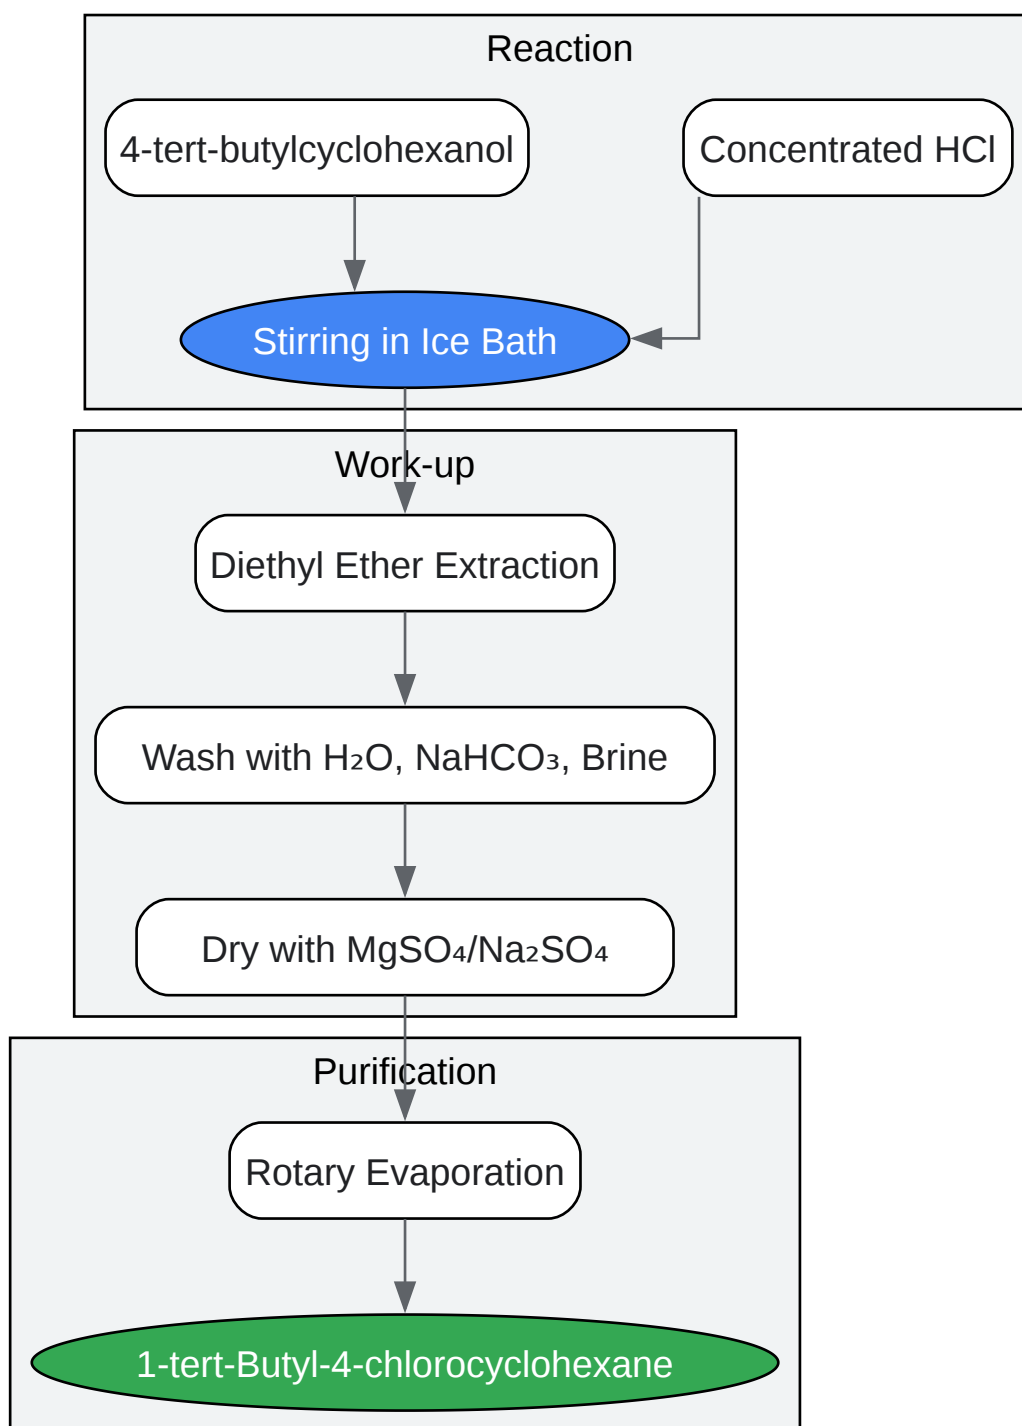 Reaction
4-tert-butylcyclohexanol
Concentrated HCl
Stirring in Ice Bath
Work-up
Diethyl Ether Extraction
Wash with H₂O, NaHCO₃, Brine
Dry with MgSO₄/Na₂SO₄
Purification
Rotary Evaporation
1-tert-Butyl-4-chlorocyclohexane